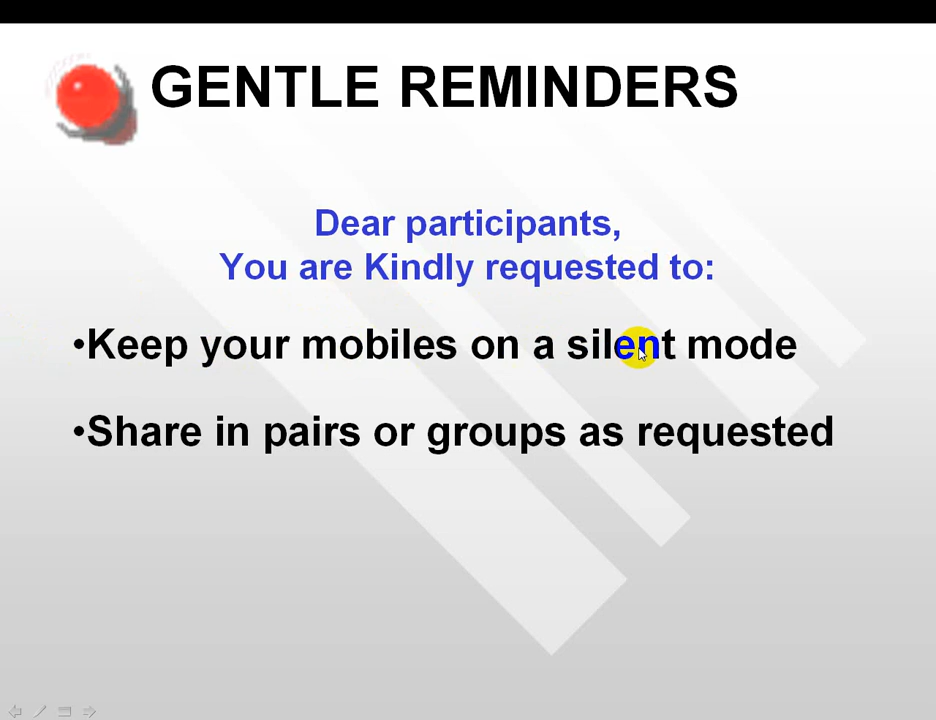 GENTLE REMINDERS
Dear participants,
You are Kindly requested to:
•Keep your mobiles on a silent mode
•Share in pairs or groups as requested